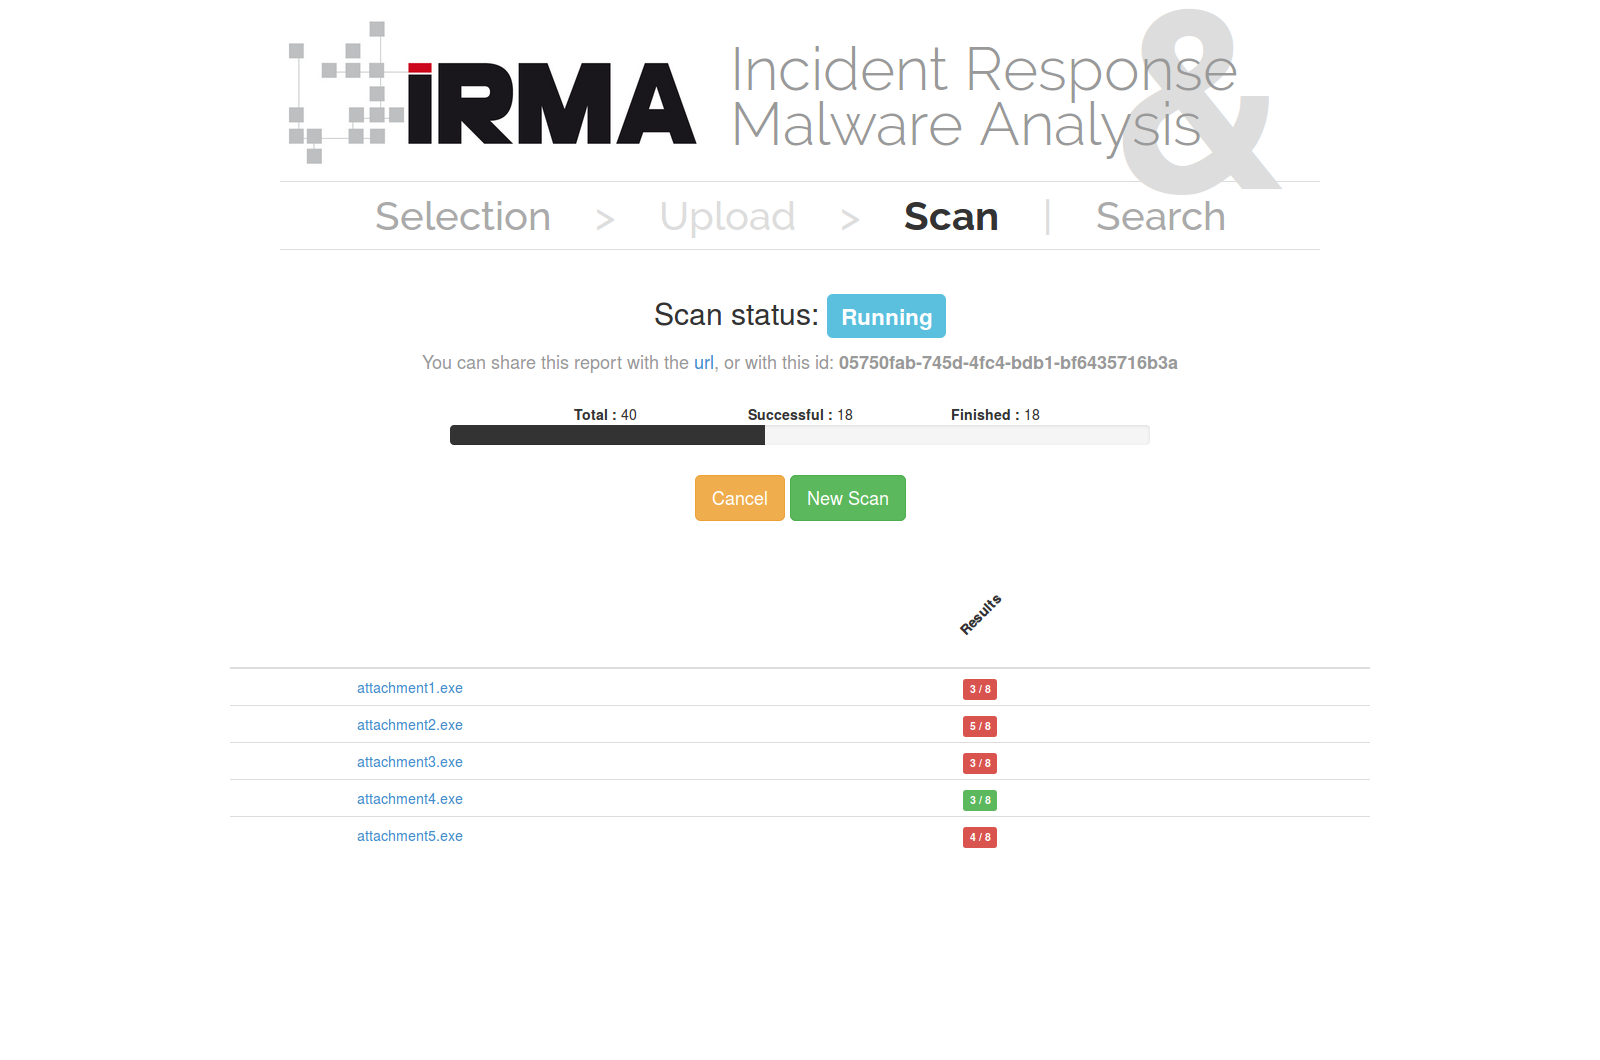 iRMA
Incident Response
&
Malware Analysis
Selection > Upload > Scan | Search
Scan status: Running
You can share this report with the url, or with this id: 05750fab-745d-4fc4-bdb1-bf6435716b3a
Total : 40 Successful : 18 Finished : 18
Cancel New Scan
Results
attachment1.exe 3 / 8
attachment2.exe 5 / 8
attachment3.exe 3 / 8
attachment4.exe 3 / 8
attachment5.exe 4 / 8